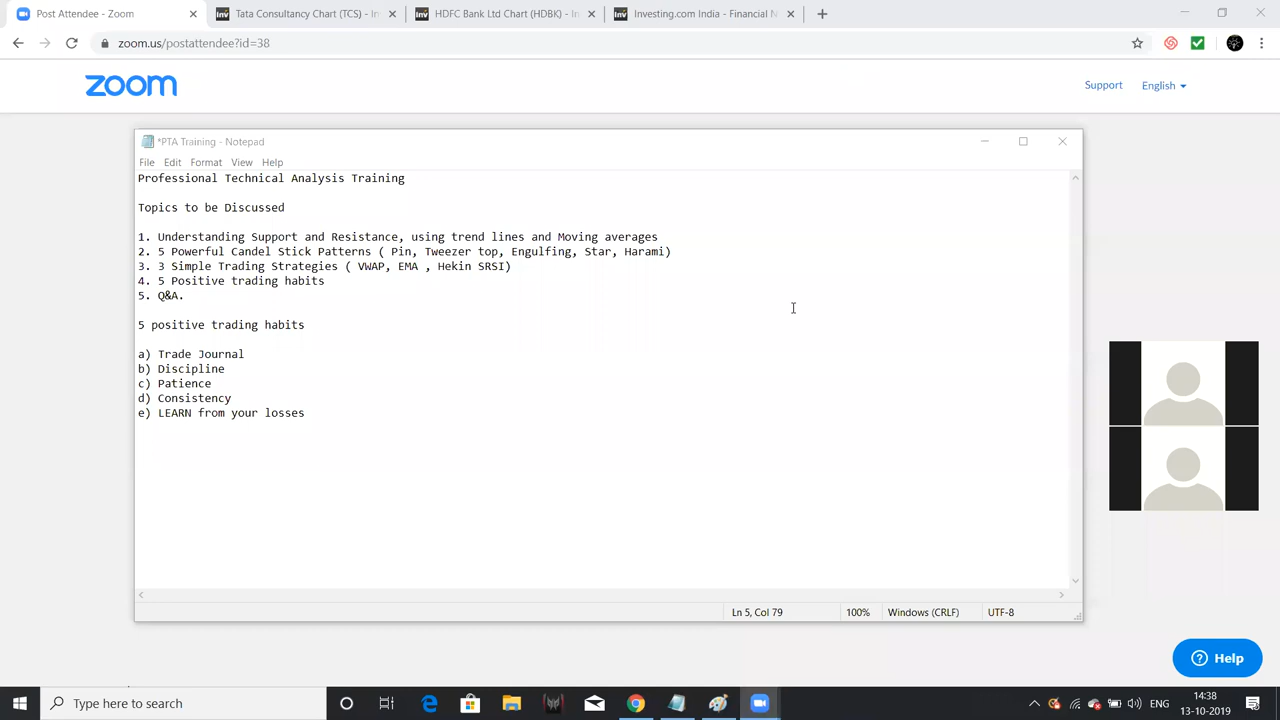 Post Attendee - Zoom
Tata Consultancy Chart (TCS) - In
HDFC Bank Ltd Chart (HDBK) - In
Investing.com India - Financial N
zoom.us/postattendee?id=38
zoom
Support
English
*PTA Training - Notepad
File Edit Format View Help
Professional Technical Analysis Training
Topics to be Discussed
1. Understanding Support and Resistance, using trend lines and Moving averages
2. 5 Powerful Candel Stick Patterns ( Pin, Tweezer top, Engulfing, Star, Harami)
3. 3 Simple Trading Strategies ( VWAP, EMA , Hekin SRSI)
4. 5 Positive trading habits
5. Q&A.
5 positive trading habits
a) Trade Journal
b) Discipline
c) Patience
d) Consistency
e) LEARN from your losses
Ln 5, Col 79
100%
Windows (CRLF)
UTF-8
Help
Type here to search
ENG
14:38
13-10-2019